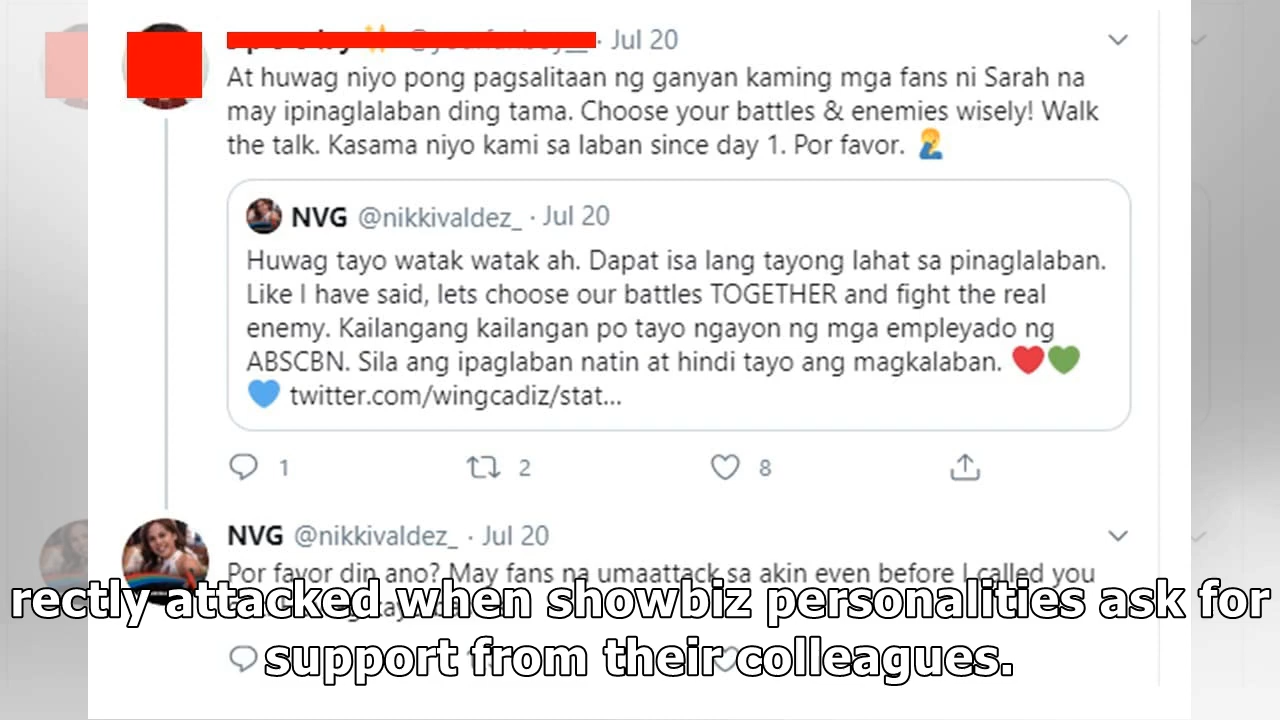 · Jul 20
At huwag niyo pong pagsalitaan ng ganyan kaming mga fans ni Sarah na
may ipinaglalaban ding tama. Choose your battles & enemies wisely! Walk
the talk. Kasama niyo kami sa laban since day 1. Por favor.
NVG @nikkivaldez_ · Jul 20
Huwag tayo watak watak ah. Dapat isa lang tayong lahat sa pinaglalaban.
Like I have said, lets choose our battles TOGETHER and fight the real
enemy. Kailangang kailangan po tayo ngayon ng mga empleyado ng
ABSCBN. Sila ang ipaglaban natin at hindi tayo ang magkalaban. ❤️💚
💙 twitter.com/wingcadiz/stat...
1 2 8
NVG @nikkivaldez_ · Jul 20
Por favor din ano? May fans na umaattack sa akin even before I called you
rectly attacked when showbiz personalities ask for
support from their colleagues.